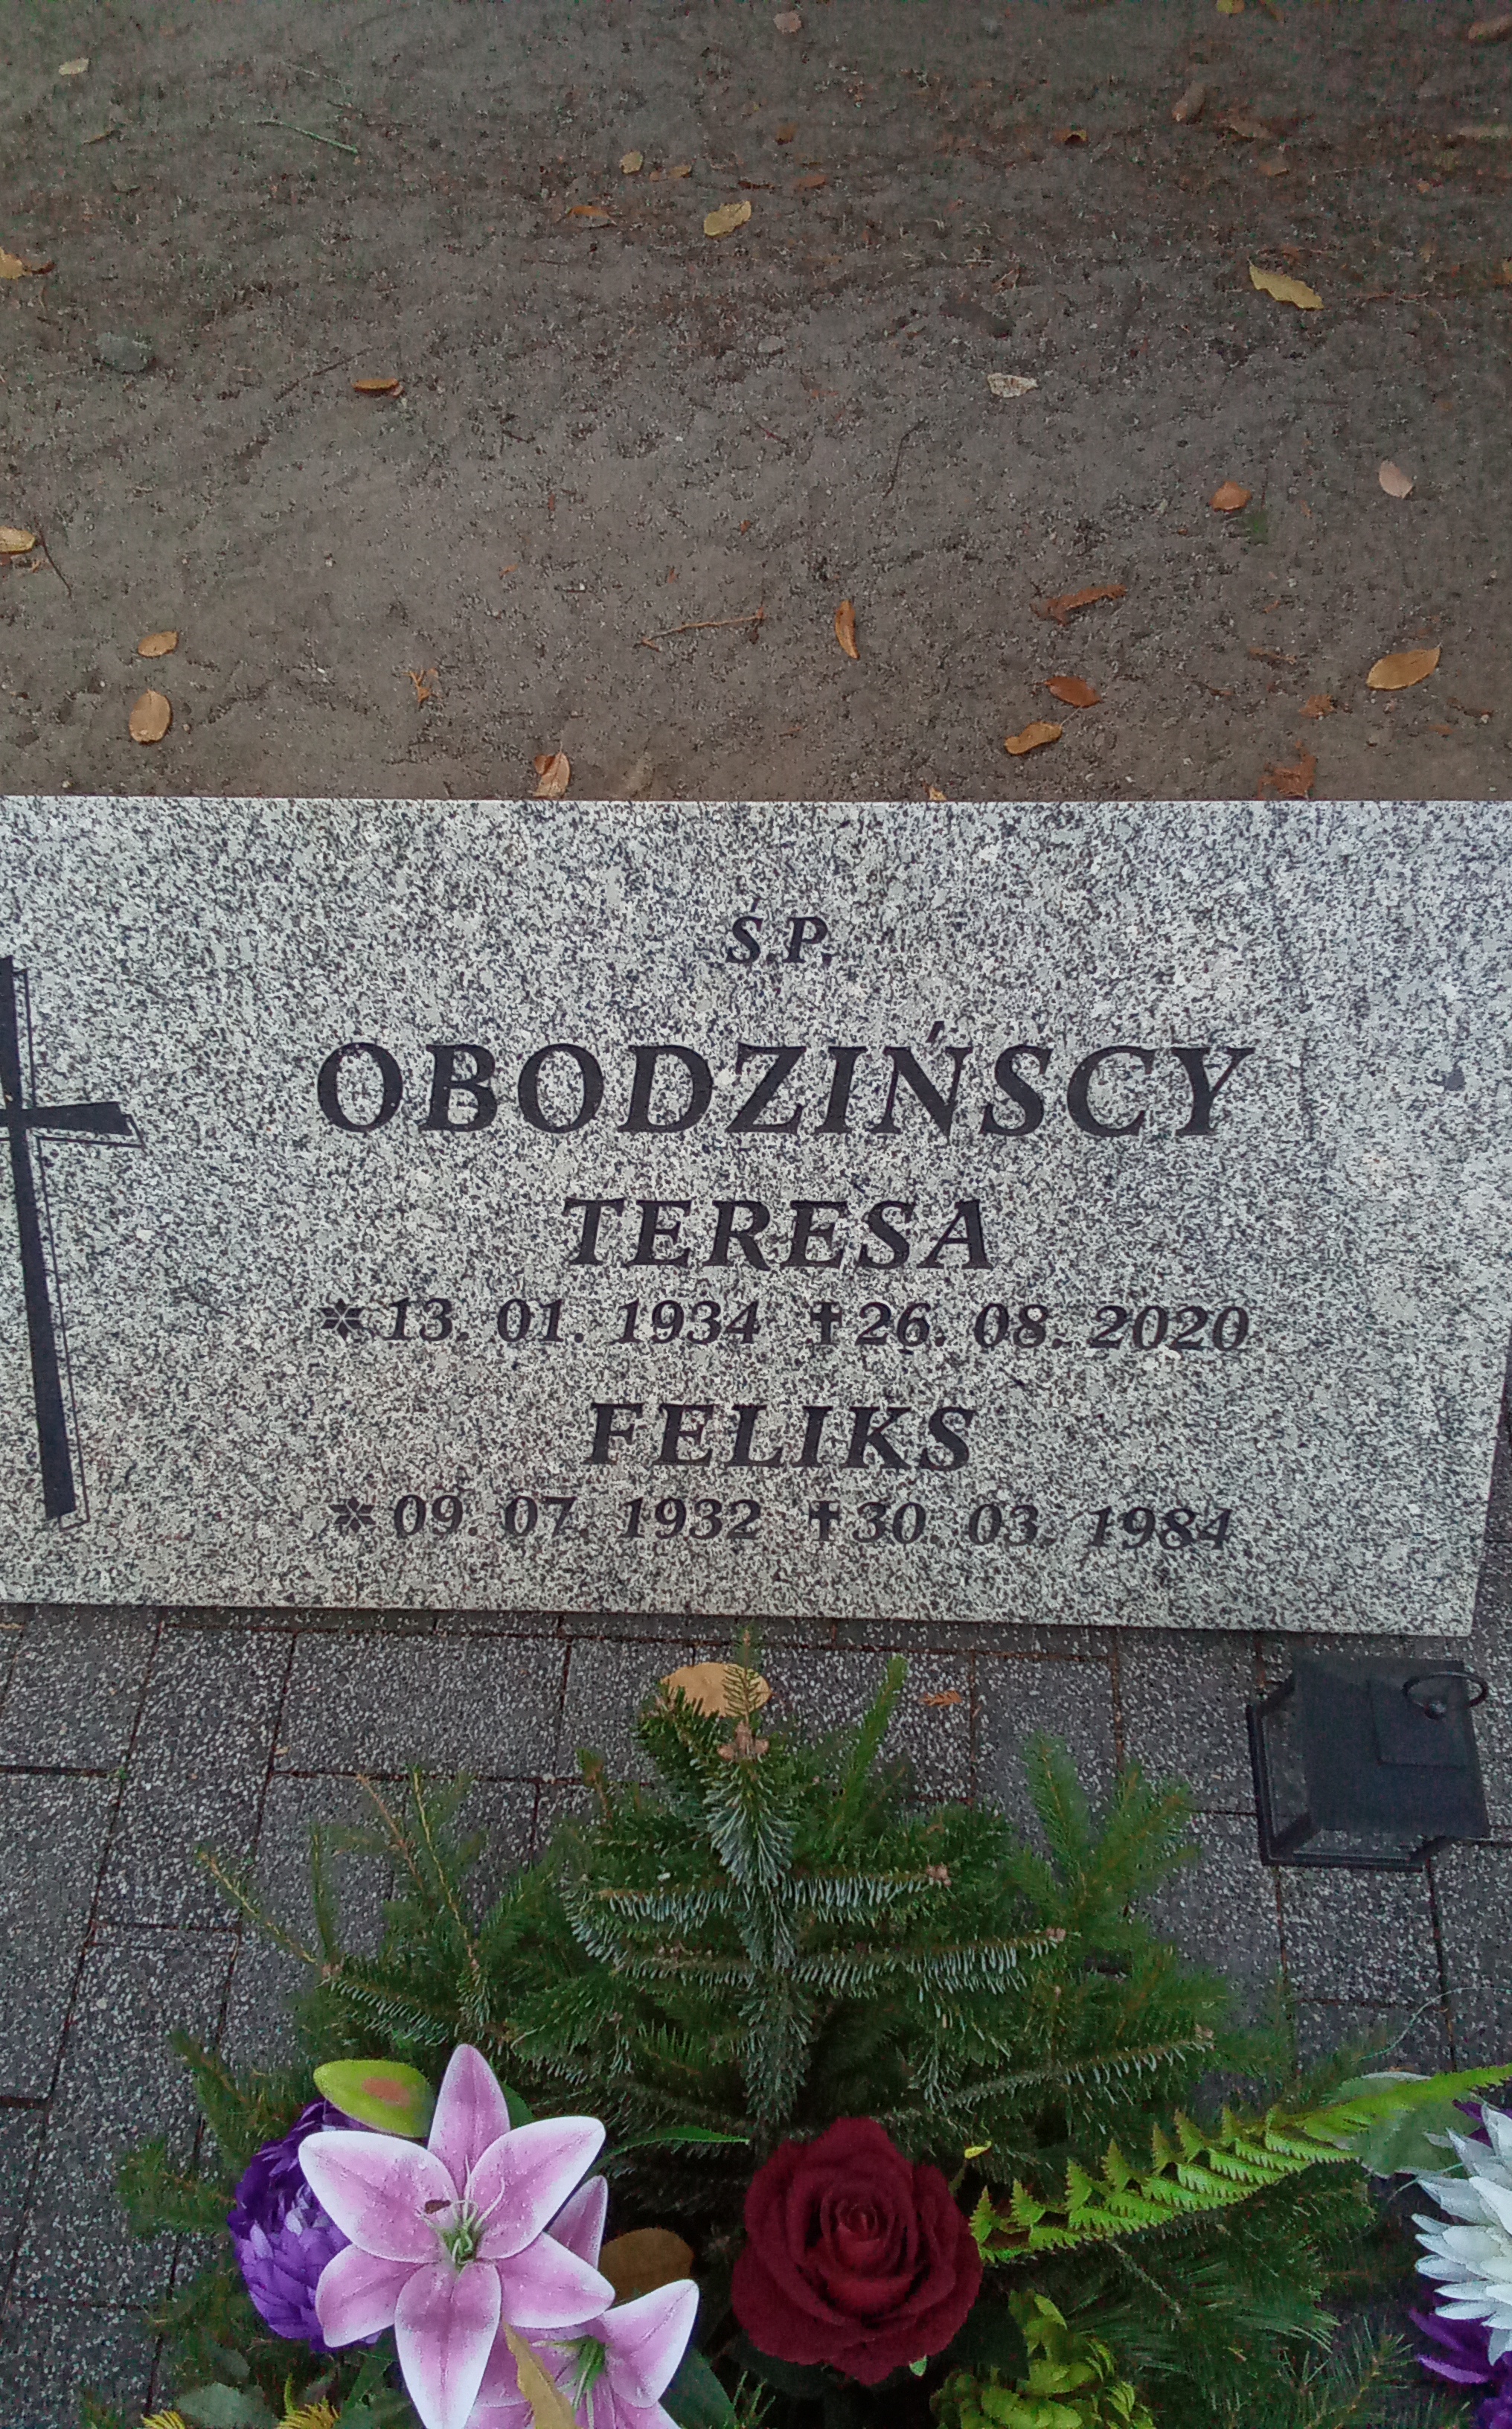 Ś.P.
OBODZIŃSCY
TERESA
*13. 01. 1934 ✝26. 08. 2020
FELIKS
*09. 07. 1932 ✝30. 03. 1984